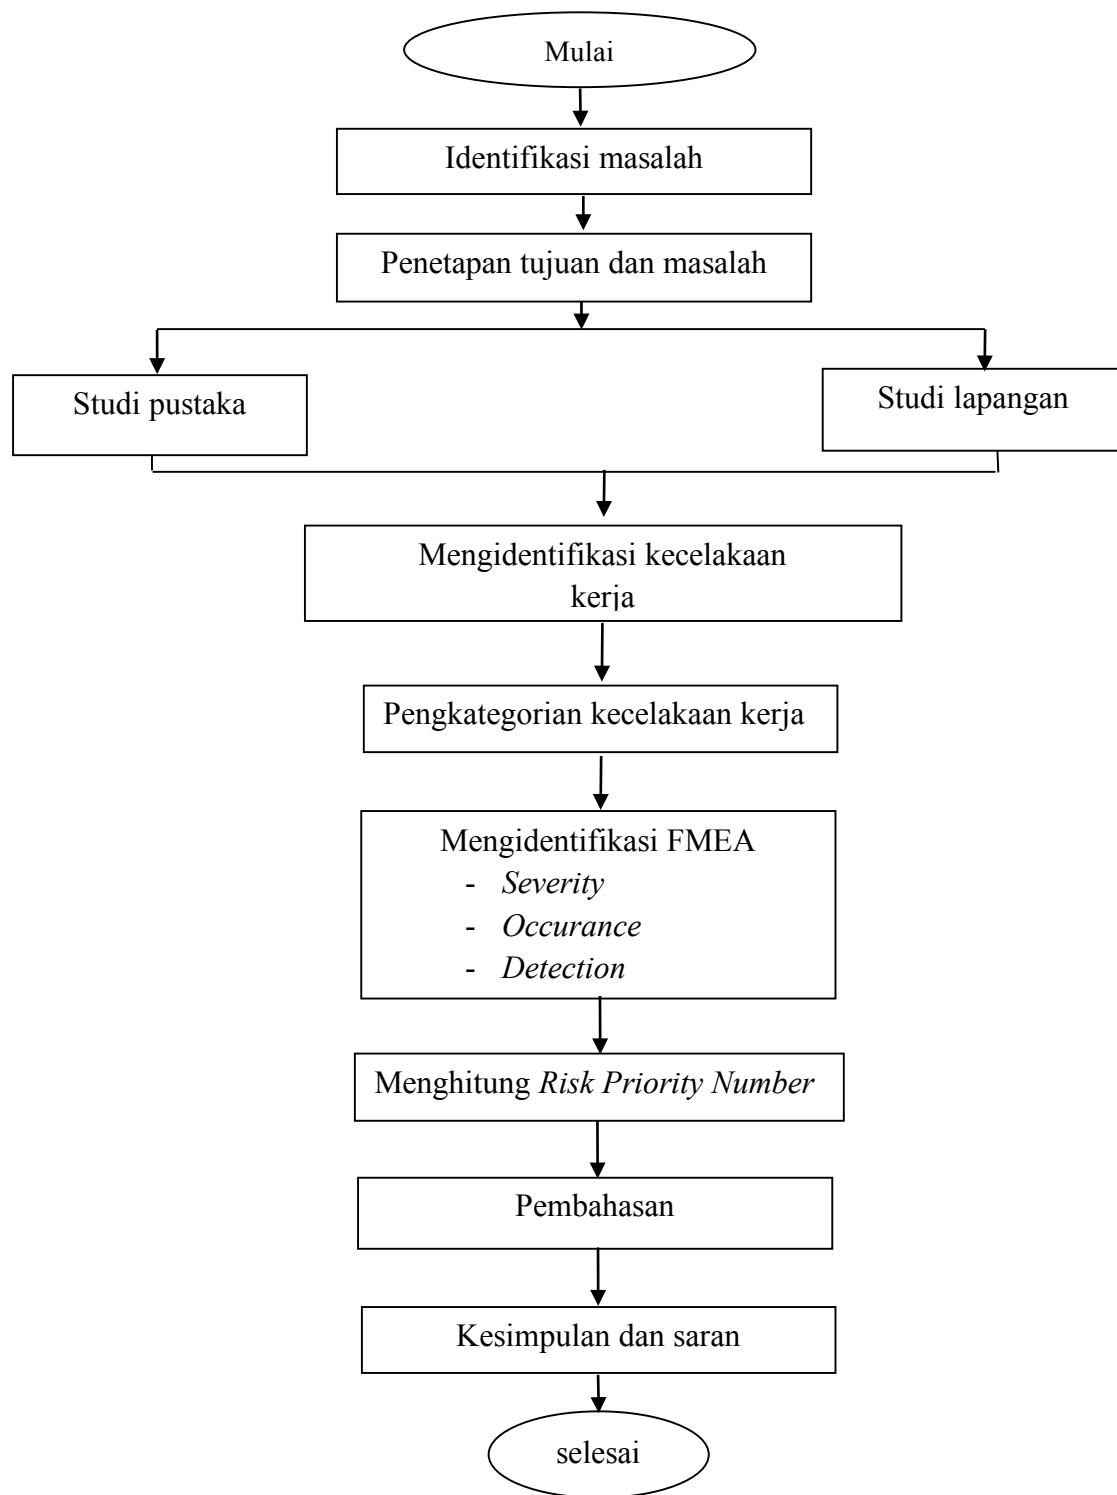 Mulai
Identifikasi masalah
Penetapan tujuan dan masalah
Studi pustaka
Studi lapangan
Mengidentifikasi kecelakaan
kerja
Pengkategorian kecelakaan kerja
Mengidentifikasi FMEA
- Severity
- Occurance
- Detection
Menghitung Risk Priority Number
Pembahasan
Kesimpulan dan saran
selesai